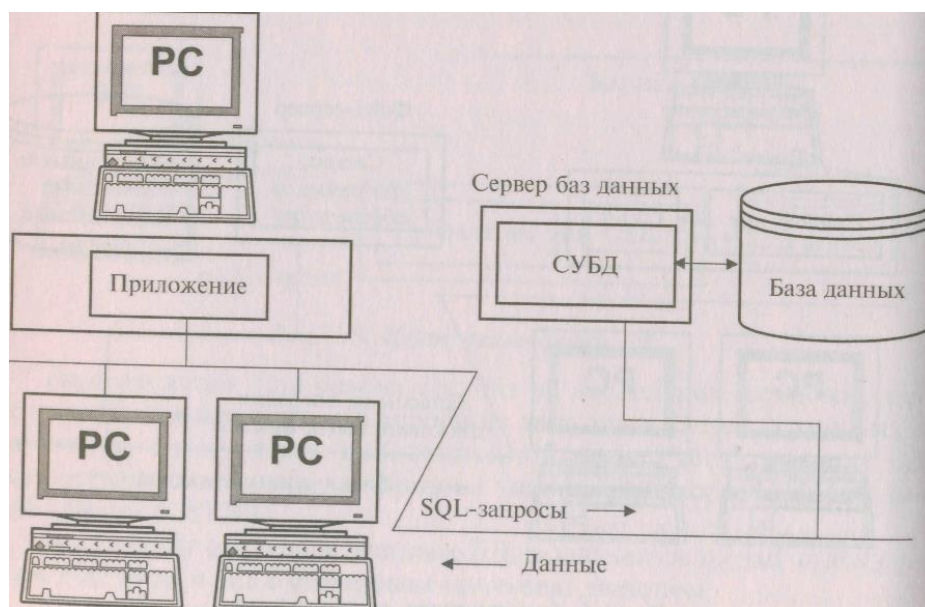 PC
Сервер баз данных
СУБД
База данных
Приложение
PC
PC
SQL-запросы
Данные